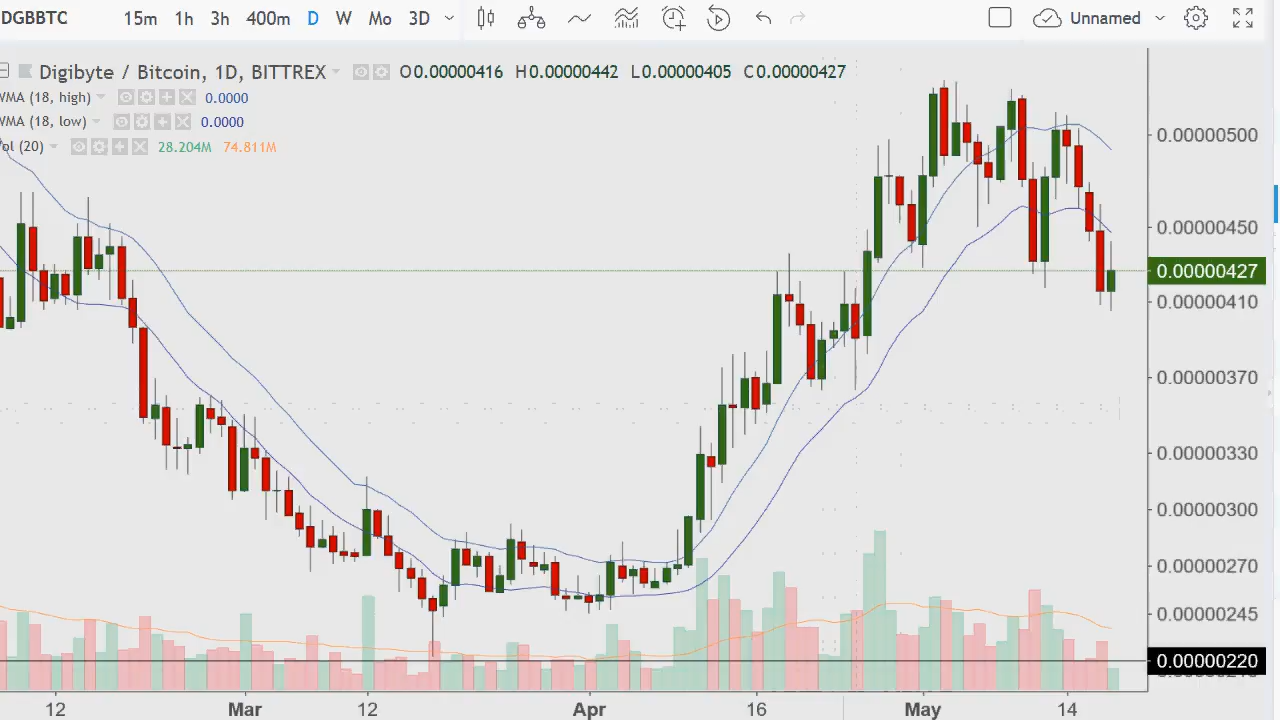 DGBBTC 15m 1h 3h 400m D W Mo 3D Unnamed
Digibyte / Bitcoin, 1D, BITTREX O0.00000416 H0.00000442 L0.00000405 C0.00000427
WMA (18, high) 0.0000
WMA (18, low) 0.0000
ol (20) 28.204M 74.811M
0.00000500
0.00000450
0.00000427
0.00000410
0.00000370
0.00000330
0.00000300
0.00000270
0.00000245
0.00000220
12 Mar 12 Apr 16 May 14